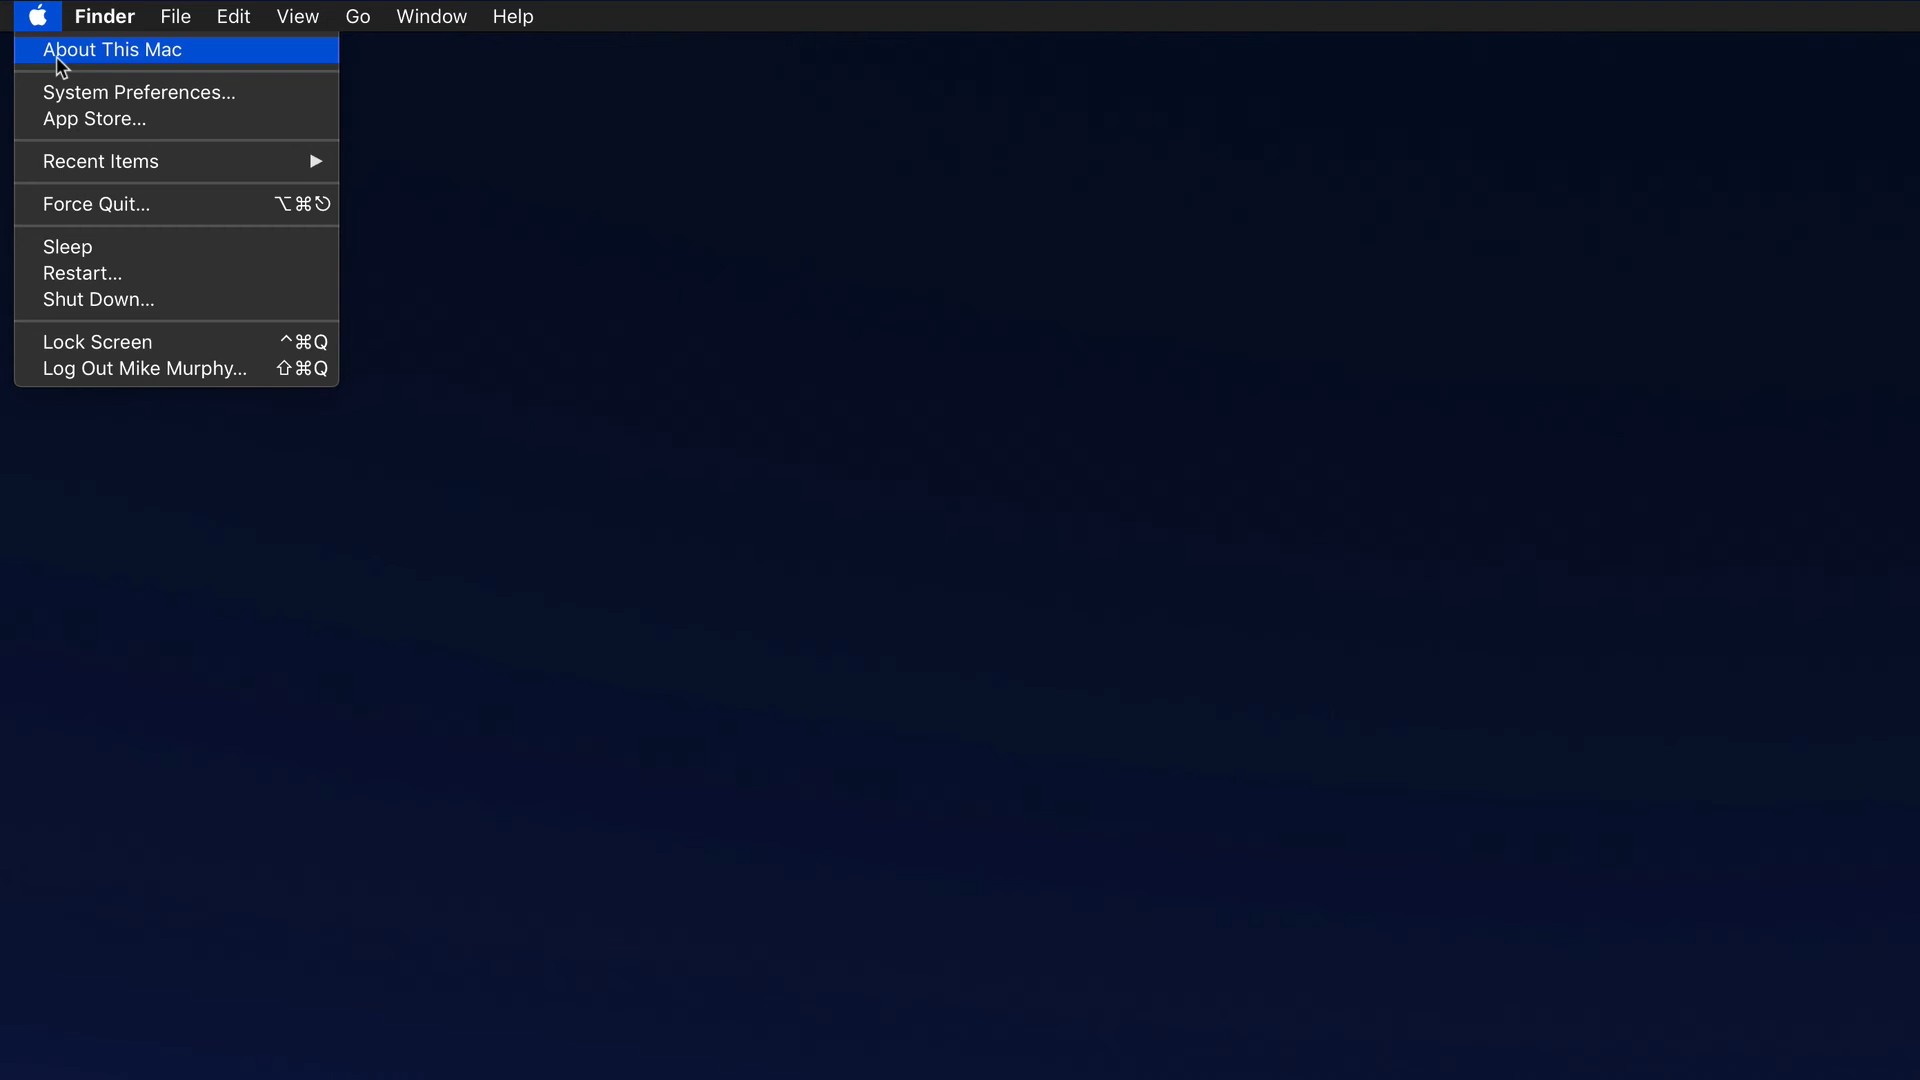 Finder File Edit View Go Window Help
About This Mac
System Preferences...
App Store...
Recent Items ▶
Force Quit... ⌥⌘⎋
Sleep
Restart...
Shut Down...
Lock Screen ^⌘Q
Log Out Mike Murphy... ⇧⌘Q